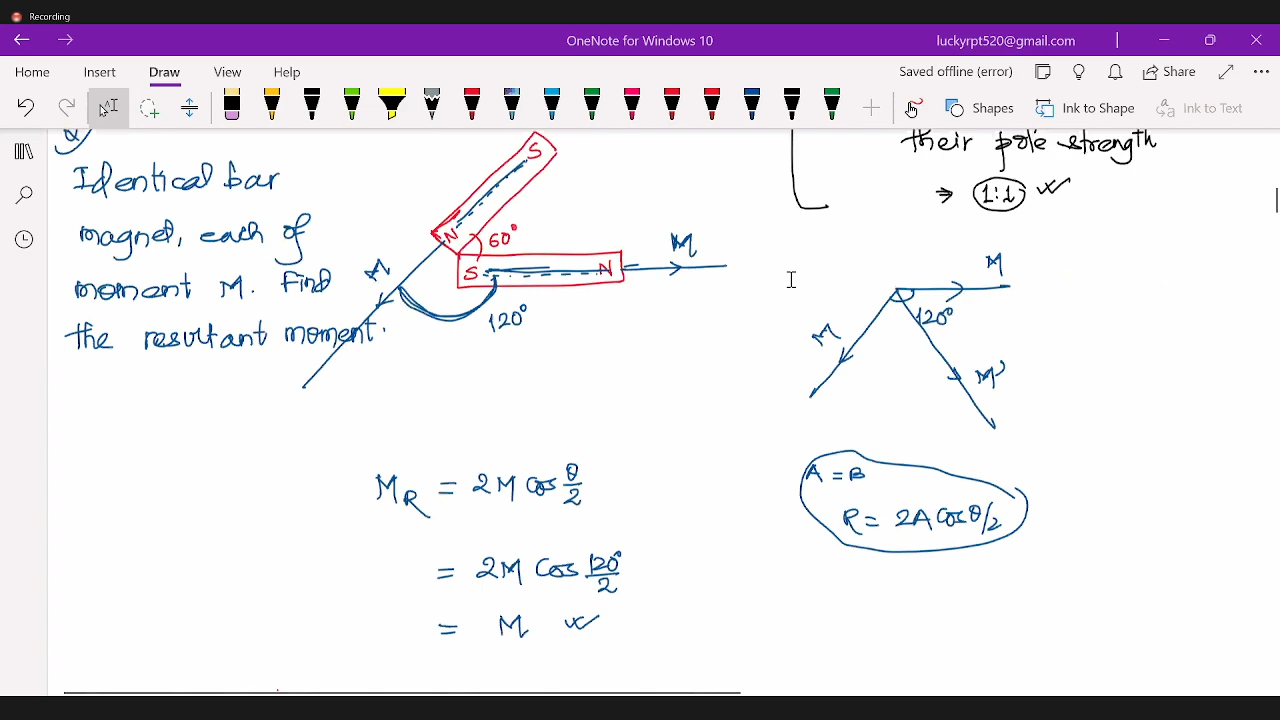 Recording
OneNote for Windows 10
luckyrpt520@gmail.com
Home Insert Draw View Help
Saved offline (error)
Share
Shapes
Ink to Shape
Ink to Text
Q
their pole strength
⇒ 1:1
Identical bar
magnet, each of
moment M. Find
the resultant moment.
S
N
60°
S N
M
M
120°
M
120°
M
M'
A = B
R = 2A Cos θ/2
M_R = 2M Cos θ/2
= 2M Cos 120°/2
= M